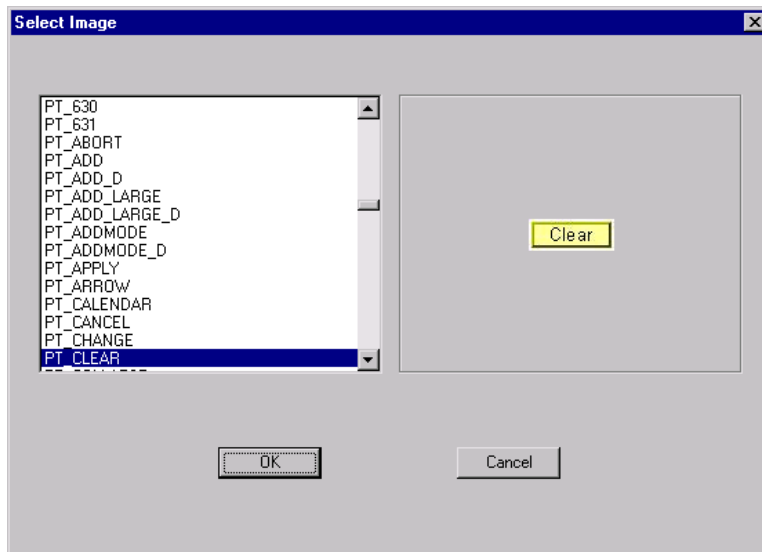 Select Image
PT_630
PT_631
PT_ABORT
PT_ADD
PT_ADD_D
PT_ADD_LARGE
PT_ADD_LARGE_D
PT_ADDMODE
PT_ADDMODE_D
PT_APPLY
PT_ARROW
PT_CALENDAR
PT_CANCEL
PT_CHANGE
PT_CLEAR
Clear
OK
Cancel